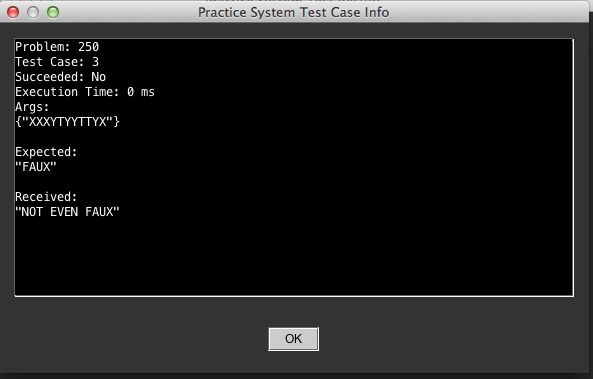 Practice System Test Case Info
Problem: 250
Test Case: 3
Succeeded: No
Execution Time: 0 ms
Args:
{"XXXYTYYTTYX"}
Expected:
"FAUX"
Received:
"NOT EVEN FAUX"
OK